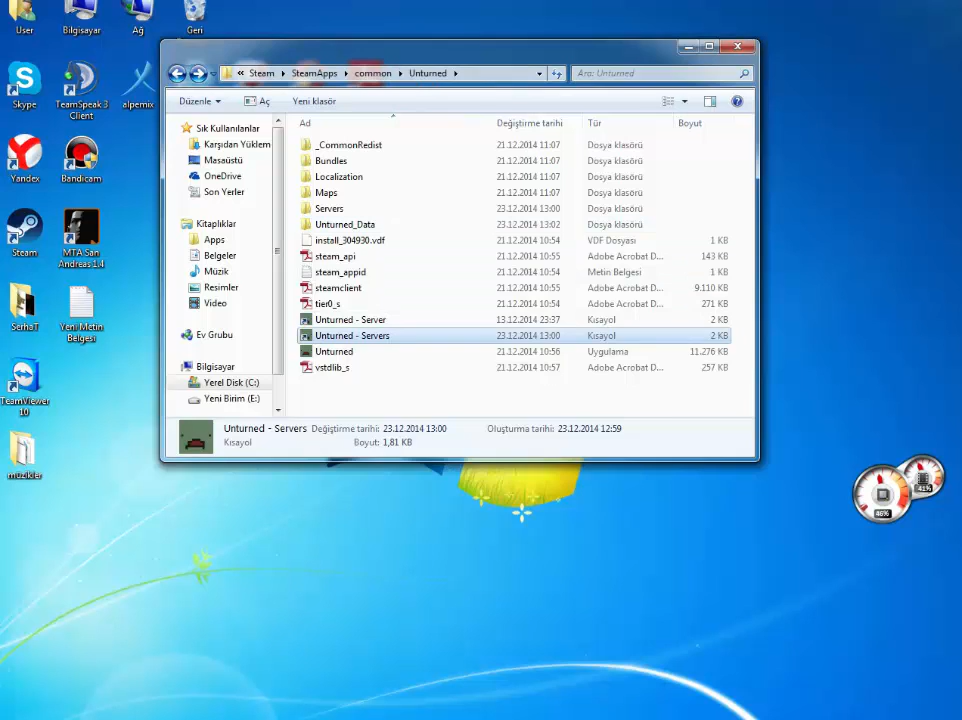 User
Bilgisayar
Ağ
Geri
Skype
TeamSpeak 3
Client
alpemix
Yandex
Bandicam
Steam
MTA San
Andreas 1.4
SerhaT
Yeni Metin
Belgesi
TeamViewer
10
müzikler
« Steam
SteamApps
common
Unturned
Ara: Unturned
Düzenle
Aç
Yeni klasör
Ad
Değiştirme tarihi
Tür
Boyut
Sık Kullanılanlar
Karşıdan Yüklem
Masaüstü
OneDrive
Son Yerler
Kitaplıklar
Apps
Belgeler
Müzik
Resimler
Video
Ev Grubu
Bilgisayar
Yerel Disk (C:)
Yeni Birim (E:)
_CommonRedist 21.12.2014 11:07 Dosya klasörü
Bundles 21.12.2014 11:07 Dosya klasörü
Localization 21.12.2014 11:07 Dosya klasörü
Maps 21.12.2014 11:07 Dosya klasörü
Servers 23.12.2014 13:00 Dosya klasörü
Unturned_Data 23.12.2014 13:02 Dosya klasörü
install_304930.vdf 21.12.2014 10:54 VDF Dosyası 1 KB
steam_api 21.12.2014 10:55 Adobe Acrobat D... 143 KB
steam_appid 21.12.2014 10:54 Metin Belgesi 1 KB
steamclient 21.12.2014 10:55 Adobe Acrobat D... 9.110 KB
tier0_s 21.12.2014 10:54 Adobe Acrobat D... 271 KB
Unturned - Server 13.12.2014 23:37 Kısayol 2 KB
Unturned - Servers 23.12.2014 13:00 Kısayol 2 KB
Unturned 21.12.2014 10:56 Uygulama 11.276 KB
vstdlib_s 21.12.2014 10:57 Adobe Acrobat D... 257 KB
Unturned - Servers Değiştirme tarihi: 23.12.2014 13:00 Oluşturma tarihi: 23.12.2014 12:59
Kısayol Boyut: 1,81 KB
41%
46%